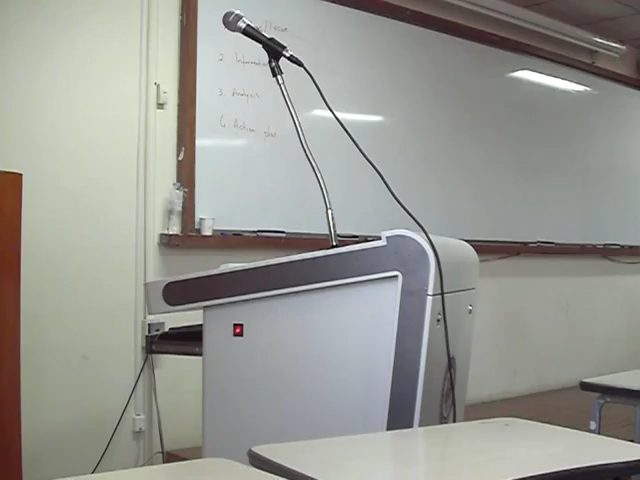 2. Information
3. Analysis
4. Action plan